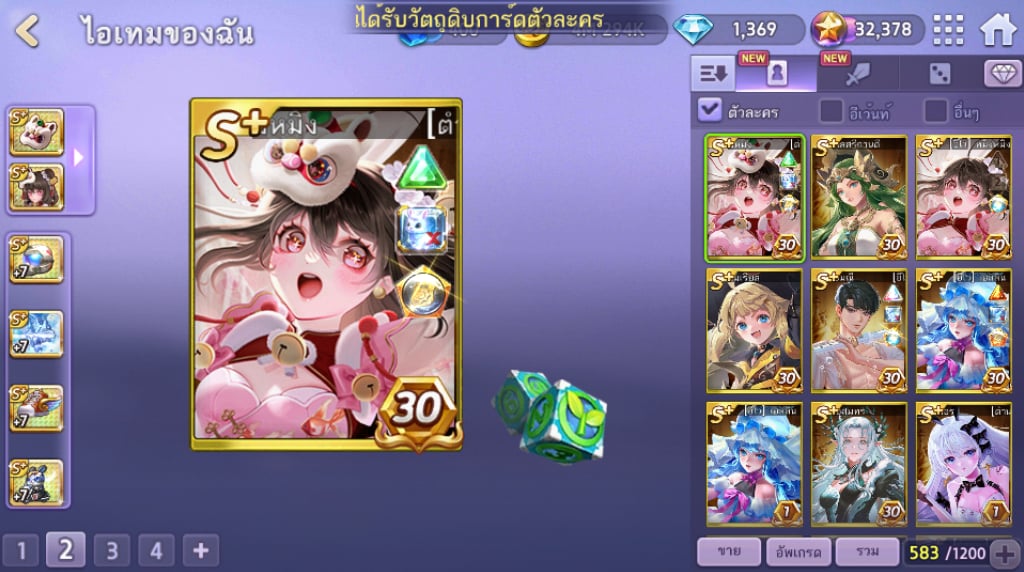 ได้รับวัตถุดิบการ์ดตัวละคร
ไอเทมของฉัน
1,369
32,378
NEW
NEW
ตัวละคร
อีเว้นท์
อื่นๆ
S+
หมิง
[ตำ
30
S+
S+
S+
+7
S+
+7
S+
+7
S+
+7
S+
30
S+
30
S+
30
S+
30
S+
30
S+
30
S+
1
S+
30
S+
1
1
2
3
4
+
ขาย
อัพเกรด
รวม
583 /1200
+